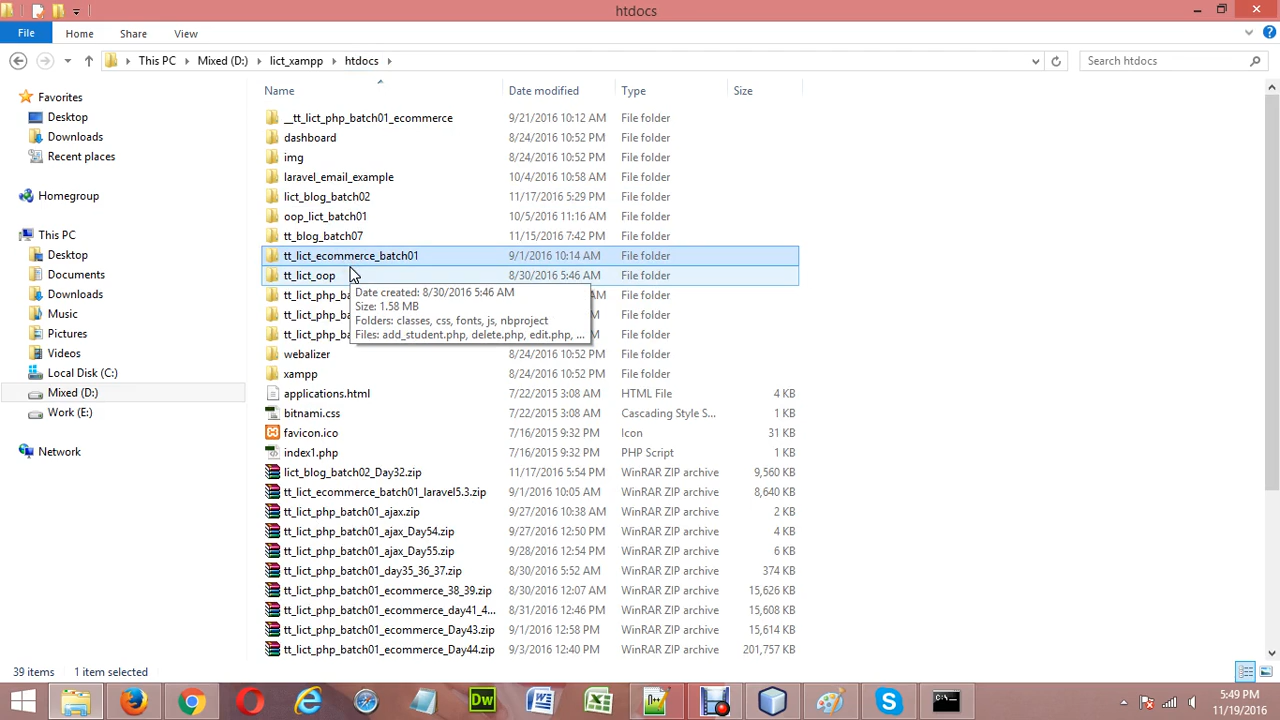 htdocs
File Home Share View
This PC Mixed (D:) lict_xampp htdocs Search htdocs
Name Date modified Type Size
Favorites
Desktop
Downloads
Recent places
Homegroup
This PC
Desktop
Documents
Downloads
Music
Pictures
Videos
Local Disk (C:)
Mixed (D:)
Work (E:)
Network
__tt_lict_php_batch01_ecommerce 9/21/2016 10:12 AM File folder
dashboard 8/24/2016 10:52 PM File folder
img 8/24/2016 10:52 PM File folder
laravel_email_example 10/4/2016 10:58 AM File folder
lict_blog_batch02 11/17/2016 5:29 PM File folder
oop_lict_batch01 10/5/2016 11:16 AM File folder
tt_blog_batch07 11/15/2016 7:42 PM File folder
tt_lict_ecommerce_batch01 9/1/2016 10:14 AM File folder
tt_lict_oop 8/30/2016 5:46 AM File folder
tt_lict_php_ba AM File folder
tt_lict_php_ba AM File folder
tt_lict_php_ba AM File folder
Date created: 8/30/2016 5:46 AM
Size: 1.58 MB
Folders: classes, css, fonts, js, nbproject
Files: add_student.php, delete.php, edit.php, ...
webalizer 8/24/2016 10:52 PM File folder
xampp 8/24/2016 10:52 PM File folder
applications.html 7/22/2015 3:08 AM HTML File 4 KB
bitnami.css 7/22/2015 3:08 AM Cascading Style S... 1 KB
favicon.ico 7/16/2015 9:32 PM Icon 31 KB
index1.php 7/16/2015 9:32 PM PHP Script 1 KB
lict_blog_batch02_Day32.zip 11/17/2016 5:54 PM WinRAR ZIP archive 9,560 KB
tt_lict_ecommerce_batch01_laravel5.3.zip 9/1/2016 10:05 AM WinRAR ZIP archive 8,640 KB
tt_lict_php_batch01_ajax.zip 9/27/2016 10:38 AM WinRAR ZIP archive 2 KB
tt_lict_php_batch01_ajax_Day54.zip 9/27/2016 12:50 PM WinRAR ZIP archive 4 KB
tt_lict_php_batch01_ajax_Day55.zip 9/28/2016 12:54 PM WinRAR ZIP archive 6 KB
tt_lict_php_batch01_day35_36_37.zip 8/30/2016 5:52 AM WinRAR ZIP archive 374 KB
tt_lict_php_batch01_ecommerce_38_39.zip 8/30/2016 12:07 AM WinRAR ZIP archive 15,626 KB
tt_lict_php_batch01_ecommerce_day41_4... 8/31/2016 12:46 PM WinRAR ZIP archive 15,608 KB
tt_lict_php_batch01_ecommerce_Day43.zip 9/1/2016 12:58 PM WinRAR ZIP archive 15,614 KB
tt_lict_php_batch01_ecommerce_Day44.zip 9/3/2016 12:40 PM WinRAR ZIP archive 201,757 KB
39 items 1 item selected
Dw
5:49 PM
11/19/2016